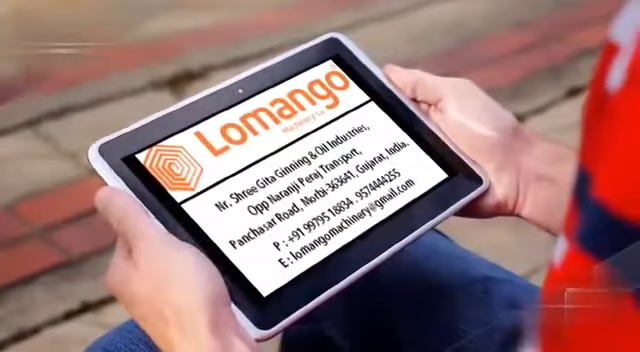 Lomango
Machinery Co.
Nr. Shree Gita Ginning & Oil Industries,
Opp Naranji Peraj Transport,
Panchasar Road, Morbi-363641, Gujarat, India.
P : +91 99795 18834 . 9574444255
E : lomangomachinery@gmail.com